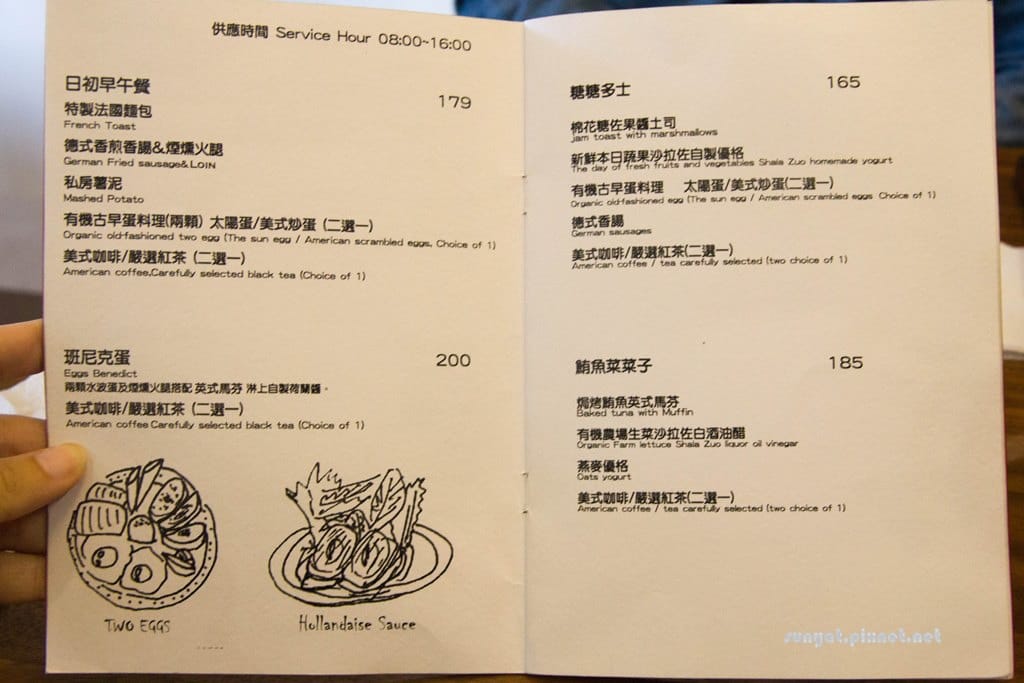 供應時間 Service Hour 08:00~16:00
日初早午餐 179
特製法國麵包
French Toast
德式香煎香腸&煙燻火腿
German Fried sausage&LOIN
私房薯泥
Mashed Potato
有機古早蛋料理(兩顆) 太陽蛋/美式炒蛋 (二選一)
Organic old-fashioned two egg (The sun egg / American scrambled eggs, Choice of 1)
美式咖啡/嚴選紅茶 (二選一)
American coffee,Carefully selected black tea (Choice of 1)
班尼克蛋 200
Eggs Benedict
兩顆水波蛋及煙燻火腿搭配 英式馬芬 淋上自製荷蘭醬。
美式咖啡/嚴選紅茶 (二選一)
American coffee Carefully selected black tea (Choice of 1)
TWO EGGS
Hollandaise Sauce
糖糖多士 165
棉花糖佐果醬土司
jam toast with marshmallows
新鮮本日蔬果沙拉佐自製優格
The day of fresh fruits and vegetables Shala Zuo homemade yogurt
有機古早蛋料理 太陽蛋/美式炒蛋(二選一)
Organic old-fashioned egg (The sun egg / American scrambled eggs Choice of 1)
德式香腸
German sausages
美式咖啡/嚴選紅茶(二選一)
American coffee / tea carefully selected (two choice of 1)
鮪魚菜菜子 185
焗烤鮪魚英式馬芬
Baked tuna with Muffin
有機農場生菜沙拉佐白酒油醋
Organic Farm lettuce Shala Zuo liquor oil vinegar
燕麥優格
Oats yogurt
美式咖啡/嚴選紅茶(二選一)
American coffee / tea carefully selected (two choice of 1)
sunyat.pixnet.net